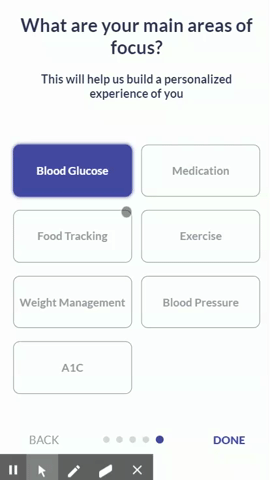 What are your main areas of
focus?
This will help us build a personalized
experience of you
Blood Glucose
Medication
Food Tracking
Exercise
Weight Management
Blood Pressure
A1C
BACK
DONE